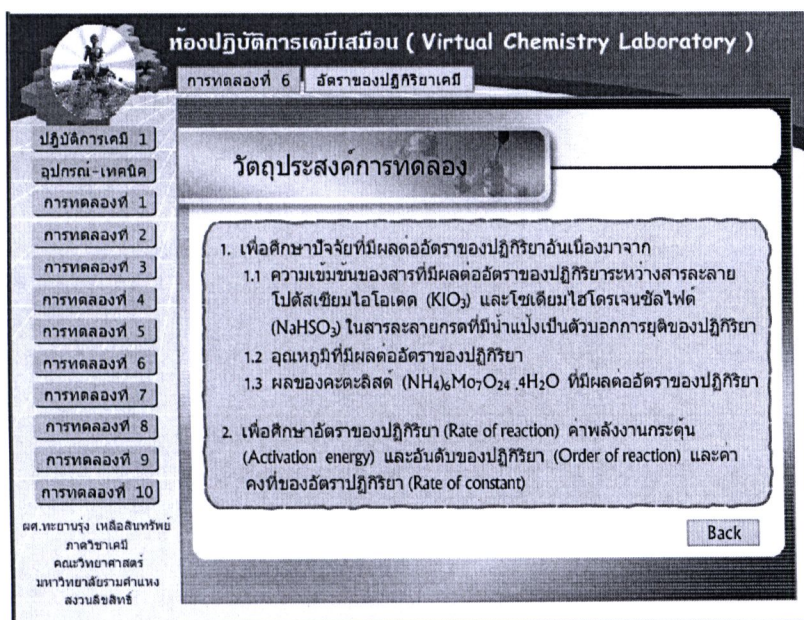 ห้องปฏิบัติการเคมีเสมือน ( Virtual Chemistry Laboratory )
การทดลองที่ 6
อัตราของปฏิกิริยาเคมี
ปฏิบัติการเคมี 1
อุปกรณ์-เทคนิค
การทดลองที่ 1
การทดลองที่ 2
การทดลองที่ 3
การทดลองที่ 4
การทดลองที่ 5
การทดลองที่ 6
การทดลองที่ 7
การทดลองที่ 8
การทดลองที่ 9
การทดลองที่ 10
ผศ.ทะยานรุ่ง เหลือสินทรัพย์
ภาควิชาเคมี
คณะวิทยาศาสตร์
มหาวิทยาลัยรามคำแหง
สงวนลิขสิทธิ์
วัตถุประสงค์การทดลอง
1. เพื่อศึกษาปัจจัยที่มีผลต่ออัตราของปฏิกิริยาอันเนื่องมาจาก
1.1 ความเข้มข้นของสารที่มีผลต่ออัตราของปฏิกิริยาระหว่างสารละลาย
โปตัสเซียมไอโอเดต (KIO₃) และโซเดียมไฮโดรเจนซัลไฟต์
(NaHSO₃) ในสารละลายกรดที่มีน้ำแป้งเป็นตัวบอกการยุติของปฏิกิริยา
1.2 อุณหภูมิที่มีผลต่ออัตราของปฏิกิริยา
1.3 ผลของคะตะลิสต์ (NH₄)₆Mo₇O₂₄ .4H₂O ที่มีผลต่ออัตราของปฏิกิริยา
2. เพื่อศึกษาอัตราของปฏิกิริยา (Rate of reaction) ค่าพลังงานกระตุ้น
(Activation energy) และอันดับของปฏิกิริยา (Order of reaction) และค่า
คงที่ของอัตราปฏิกิริยา (Rate of constant)
Back